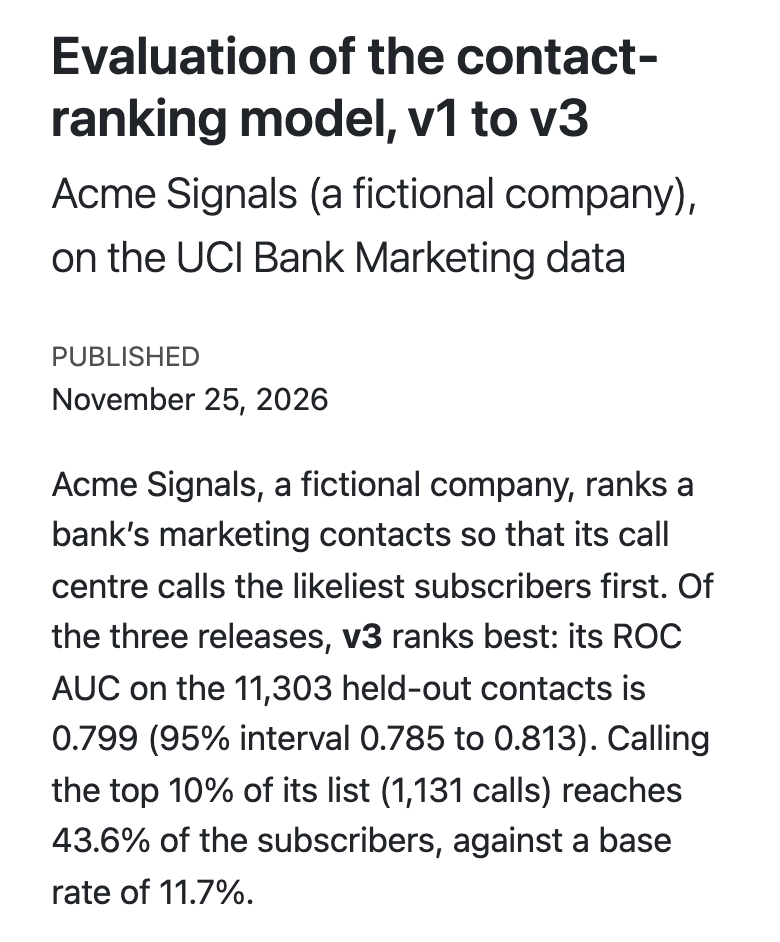 Evaluation of the contact-
ranking model, v1 to v3
Acme Signals (a fictional company),
on the UCI Bank Marketing data
PUBLISHED
November 25, 2026
Acme Signals, a fictional company, ranks a
bank’s marketing contacts so that its call
centre calls the likeliest subscribers first. Of
the three releases, v3 ranks best: its ROC
AUC on the 11,303 held-out contacts is
0.799 (95% interval 0.785 to 0.813). Calling
the top 10% of its list (1,131 calls) reaches
43.6% of the subscribers, against a base
rate of 11.7%.